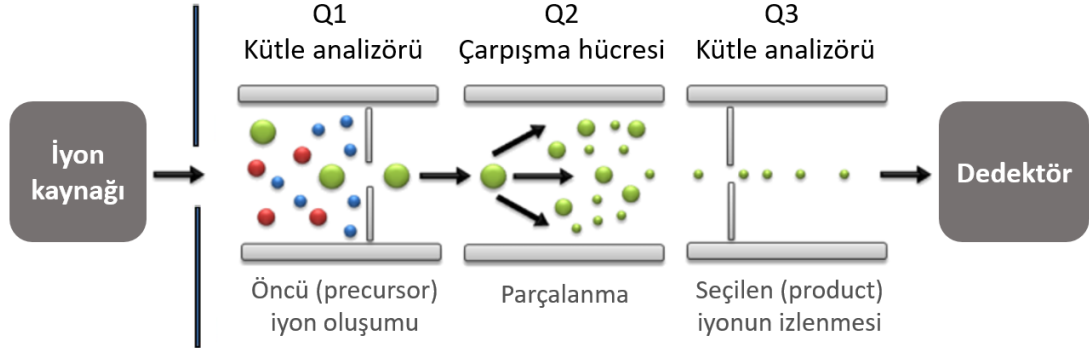 Q1
Kütle analizörü
Q2
Çarpışma hücresi
Q3
Kütle analizörü
İyon
kaynağı
Dedektör
Öncü (precursor)
iyon oluşumu
Parçalanma
Seçilen (product)
iyonun izlenmesi